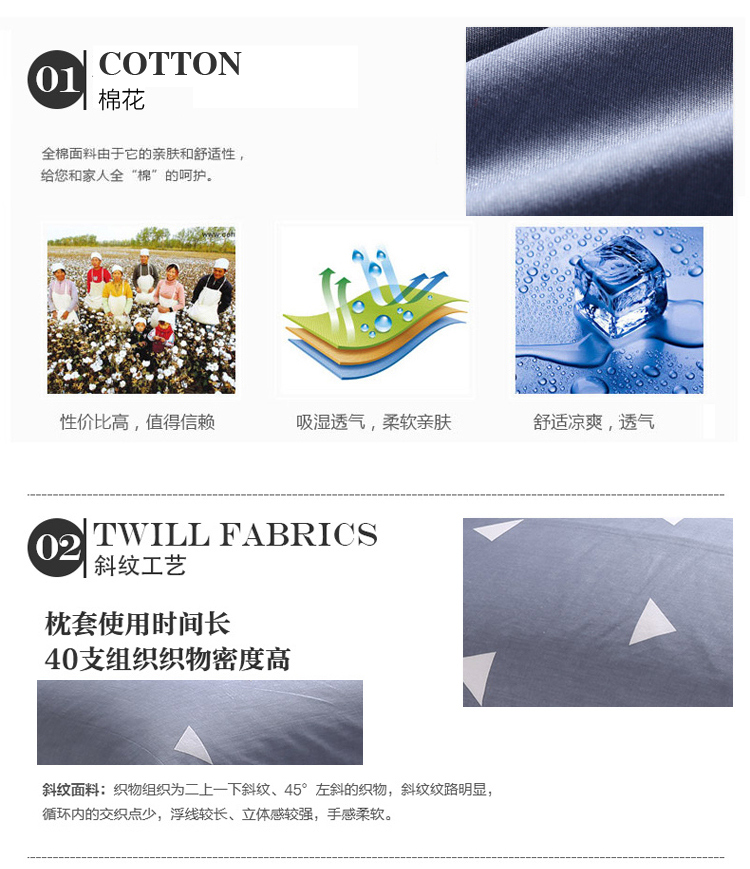 01
COTTON
棉花
全棉面料由于它的亲肤和舒适性，
给您和家人全“棉”的呵护。
性价比高，值得信赖
吸湿透气，柔软亲肤
舒适凉爽，透气
02
TWILL FABRICS
斜纹工艺
枕套使用时间长
40支组织织物密度高
斜纹面料：织物组织为二上一下斜纹、45°左斜的织物，斜纹纹路明显，
循环内的交织点少，浮线较长、立体感较强，手感柔软。